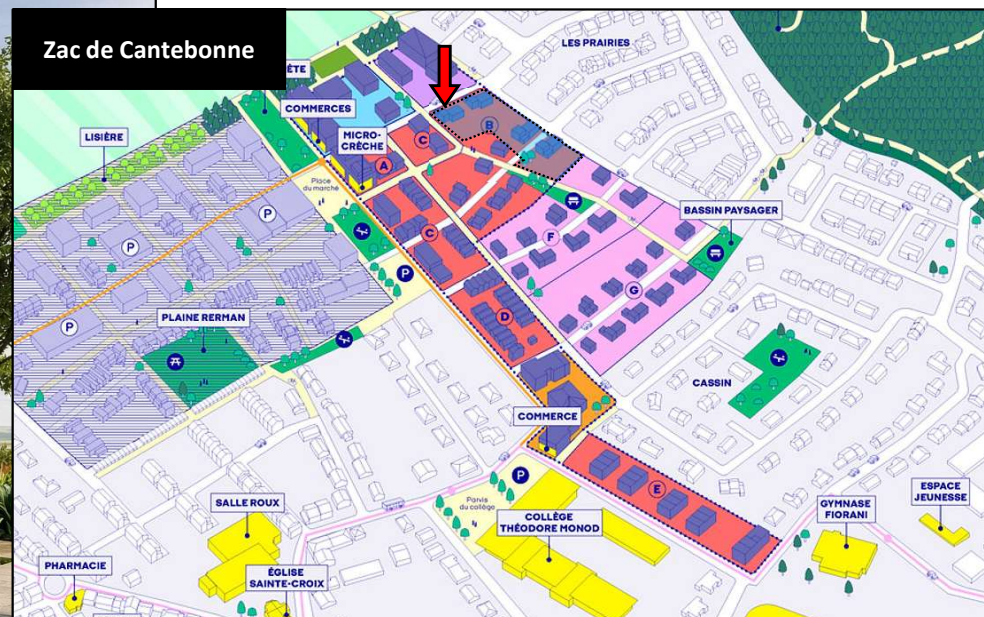 Zac de Cantebonne
LES PRAIRIES
ÈTE
COMMERCES
B
LISIÈRE
MICRO-
CRÈCHE
C
A
Place
du marché
P
BASSIN PAYSAGER
P
C
F
P
G
P
PLAINE RERMAN
D
CASSIN
COMMERCE
P
E
SALLE ROUX
Parvis
du collège
ESPACE
JEUNESSE
GYMNASE
FIORANI
COLLÈGE
THÉODORE MONOD
PHARMACIE
ÉGLISE
SAINTE-CROIX